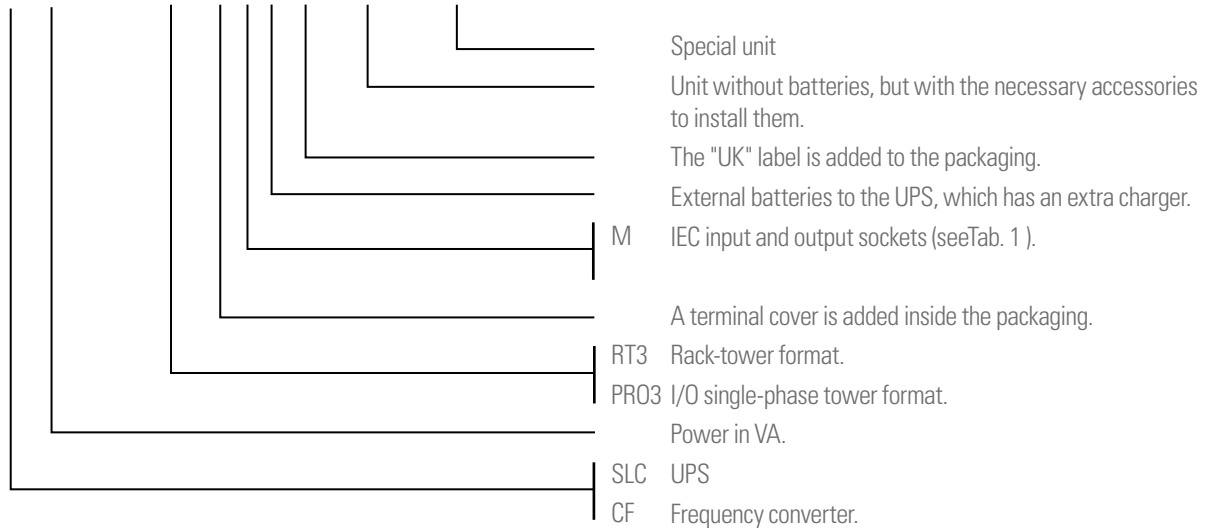 Special unit
Unit without batteries, but with the necessary accessories
to install them.
The "UK" label is added to the packaging.
External batteries to the UPS, which has an extra charger.
M IEC input and output sockets (seeTab. 1 ).
A terminal cover is added inside the packaging.
RT3 Rack-tower format.
PRO3 I/O single-phase tower format.
Power in VA.
SLC UPS
CF Frequency converter.